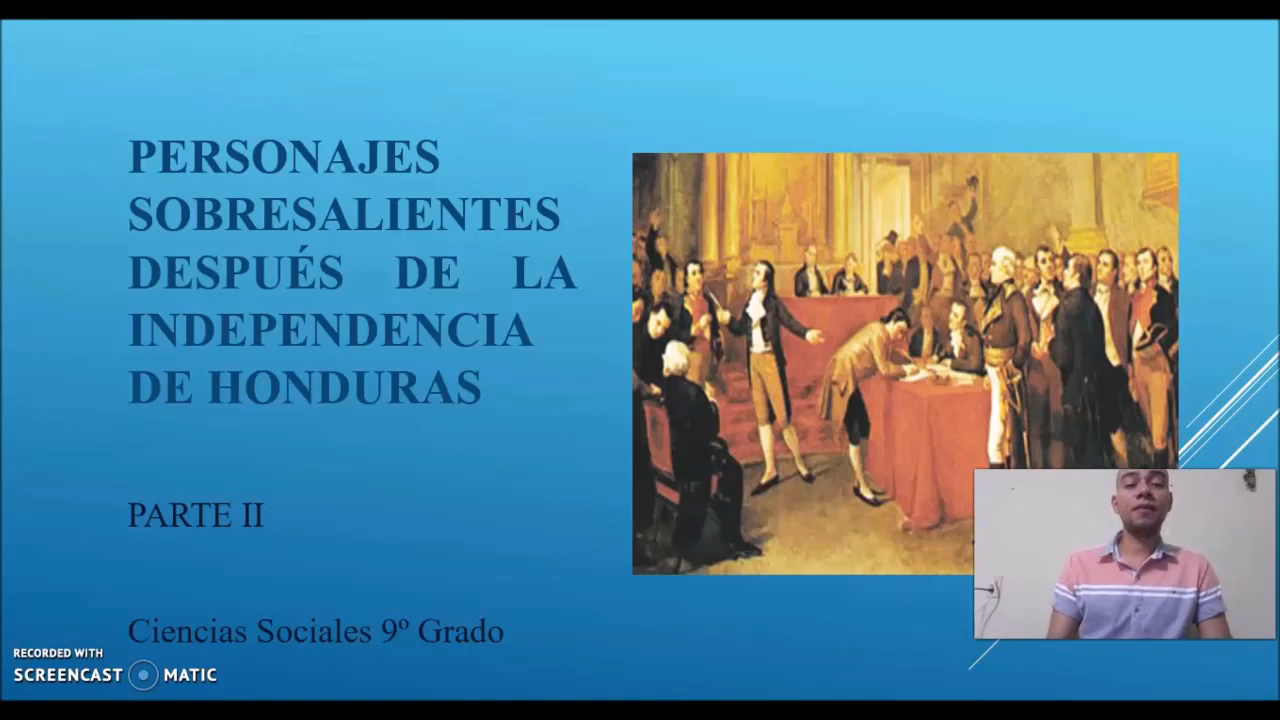 PERSONAJES
SOBRESALIENTES
DESPUÉS DE LA
INDEPENDENCIA
DE HONDURAS
PARTE II
Ciencias Sociales 9º Grado
RECORDED WITH
SCREENCAST MATIC